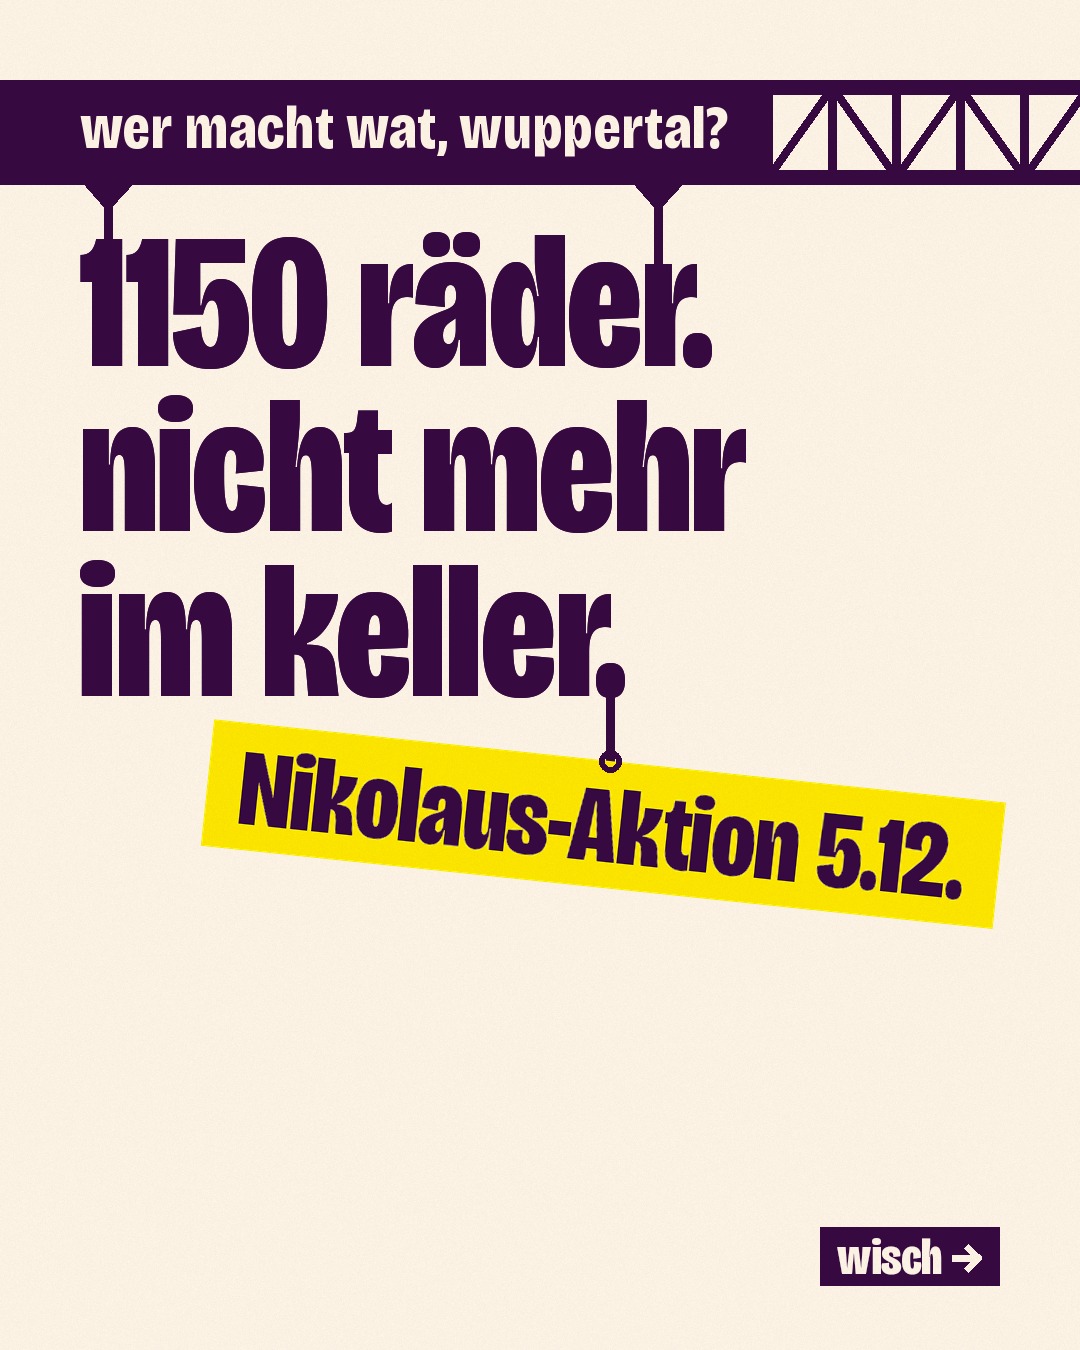 wer macht wat, wuppertal?
1150 räder.
nicht mehr
im keller.
Nikolaus-Aktion 5.12.
wisch →